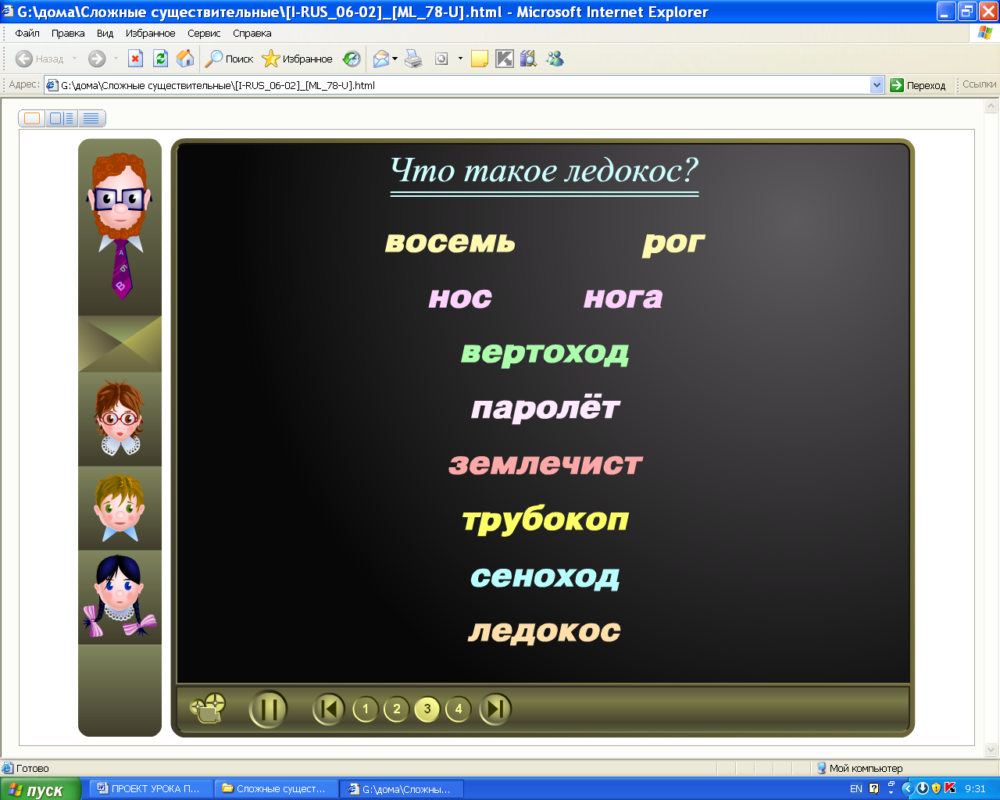 G:\дома\Сложные существительные\[I-RUS_06-02]_[ML_78-U].html - Microsoft Internet Explorer
Файл Правка Вид Избранное Сервис Справка
Назад Поиск Избранное
Адрес: G:\дома\Сложные существительные\[I-RUS_06-02]_[ML_78-U].html Переход Ссылки
Что такое ледокос?
восемь рог
нос нога
вертоход
паролёт
землечист
трубокоп
сеноход
ледокос
А
Б
В
1 2 3 4
Готово Мой компьютер
пуск ПРОЕКТ УРОКА П... Сложные существ... G:\дома\Сложны... EN 9:31